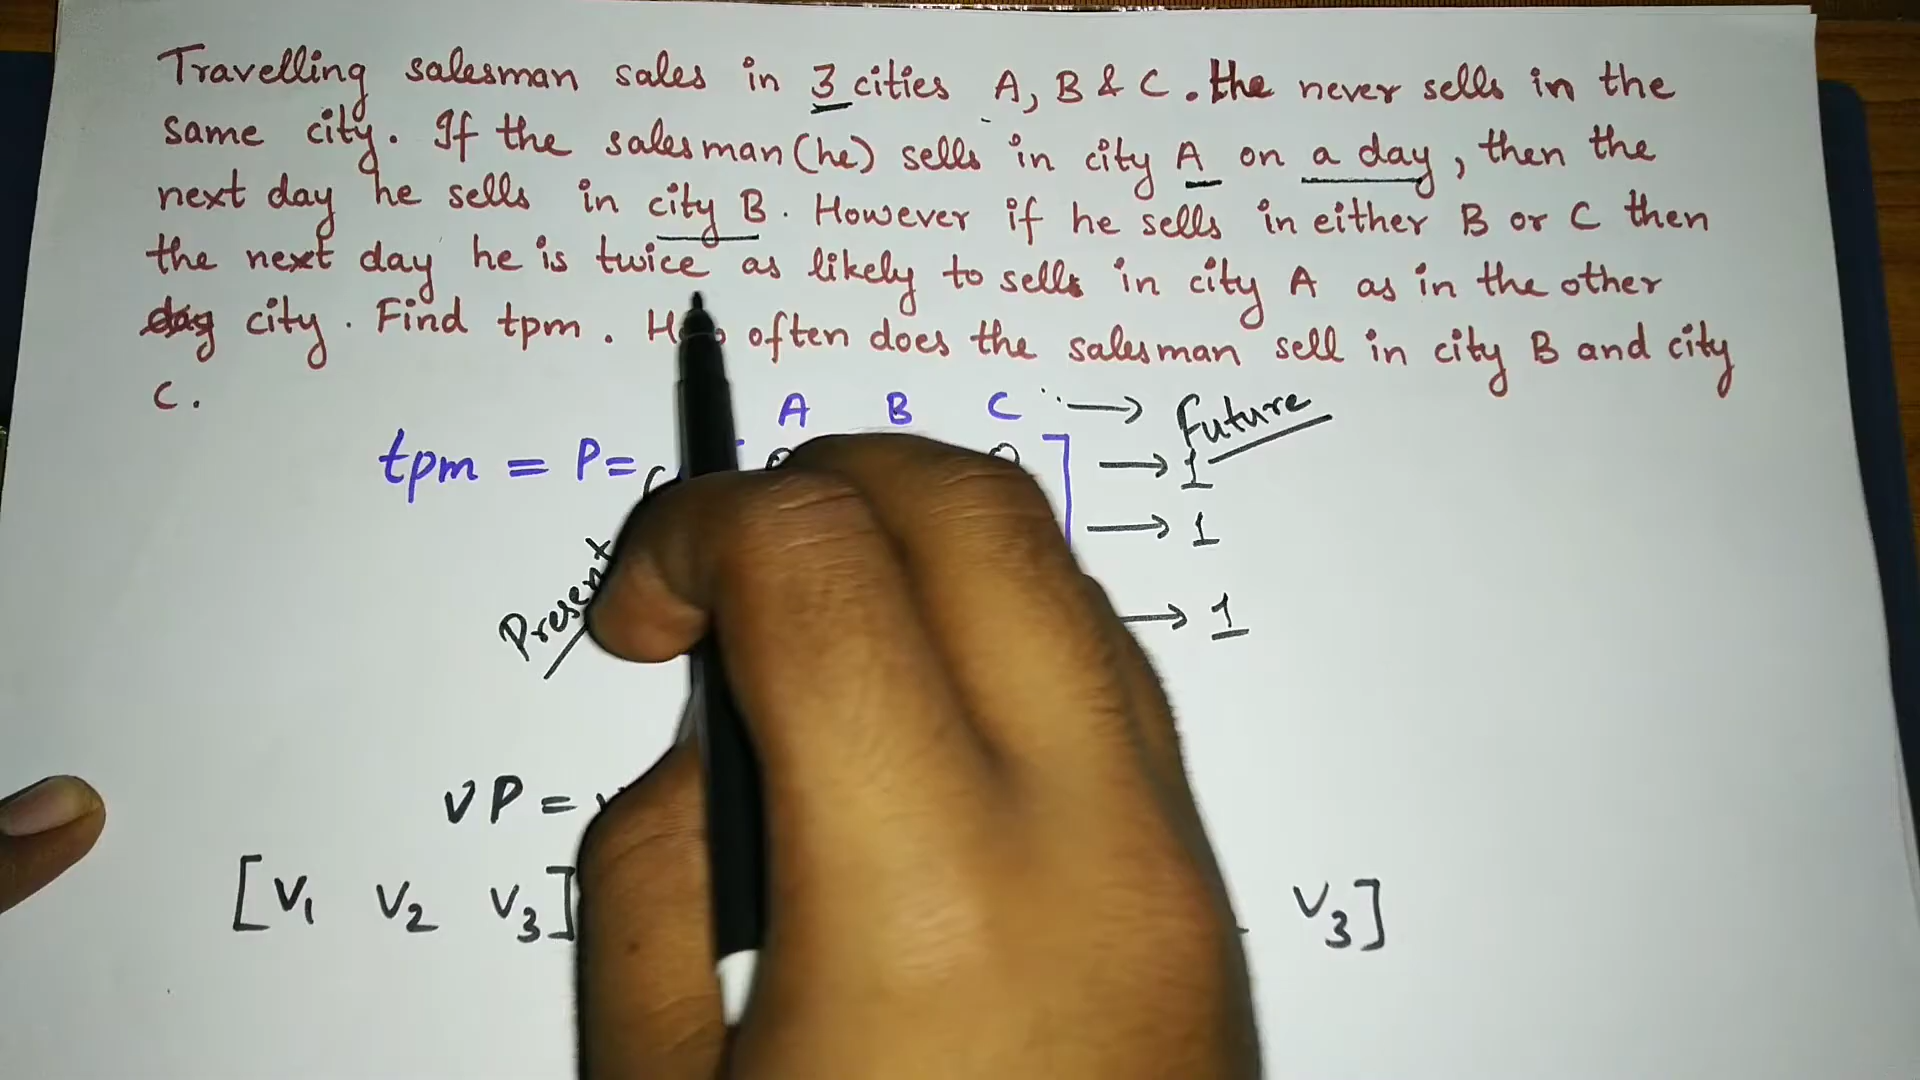 Travelling salesman sales in 3 cities A, B & C. the never sells in the
same city. If the salesman (he) sells in city A on a day, then the
next day he sells in city B. However if he sells in either B or C then
the next day he is twice as likely to sells in city A as in the other
city. Find tpm. often does the salesman sell in city B and city
C.
A B C → Future
tpm = P = 0 0 → 1
→ 1
Present → 1
VP =
[V1 V2 V3] V3]